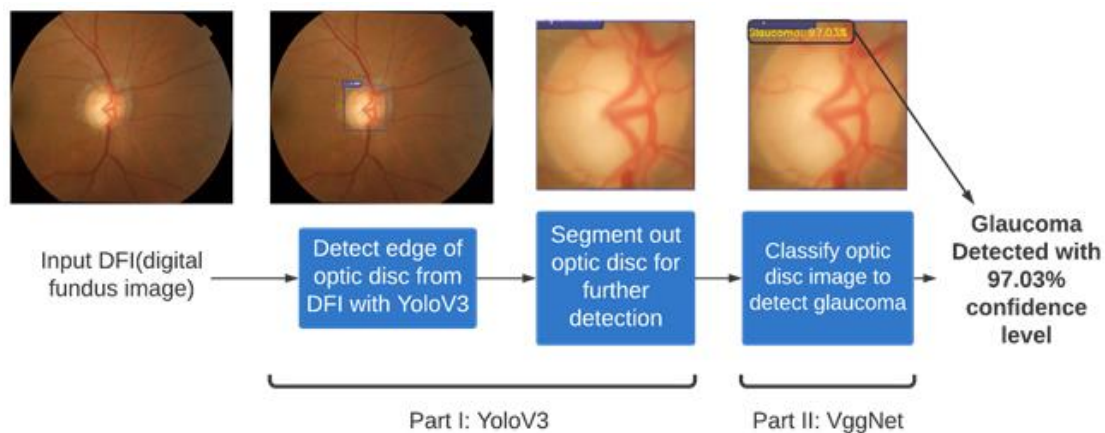 Glaucoma: 97.03%
Input DFI(digital
fundus image)
Detect edge of
optic disc from
DFI with YoloV3
Segment out
optic disc for
further
detection
Classify optic
disc image to
detect glaucoma
Glaucoma
Detected with
97.03%
confidence
level
Part I: YoloV3
Part II: VggNet